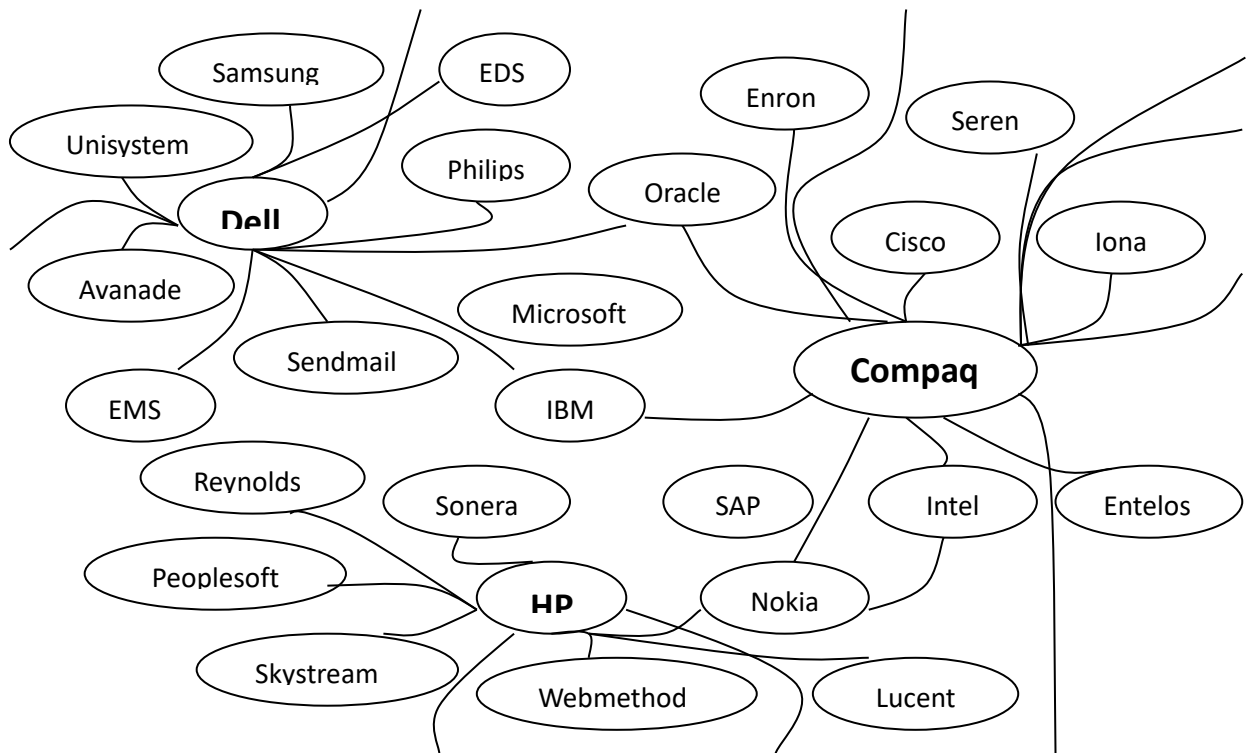 Samsung
EDS
Enron
Seren
Unisystem
Philips
Oracle
Dell
Cisco
Iona
Avanade
Microsoft
Sendmail
Compaq
EMS
IBM
Reynolds
Sonera
SAP
Intel
Entelos
Peoplesoft
HP
Nokia
Skystream
Webmethod
Lucent